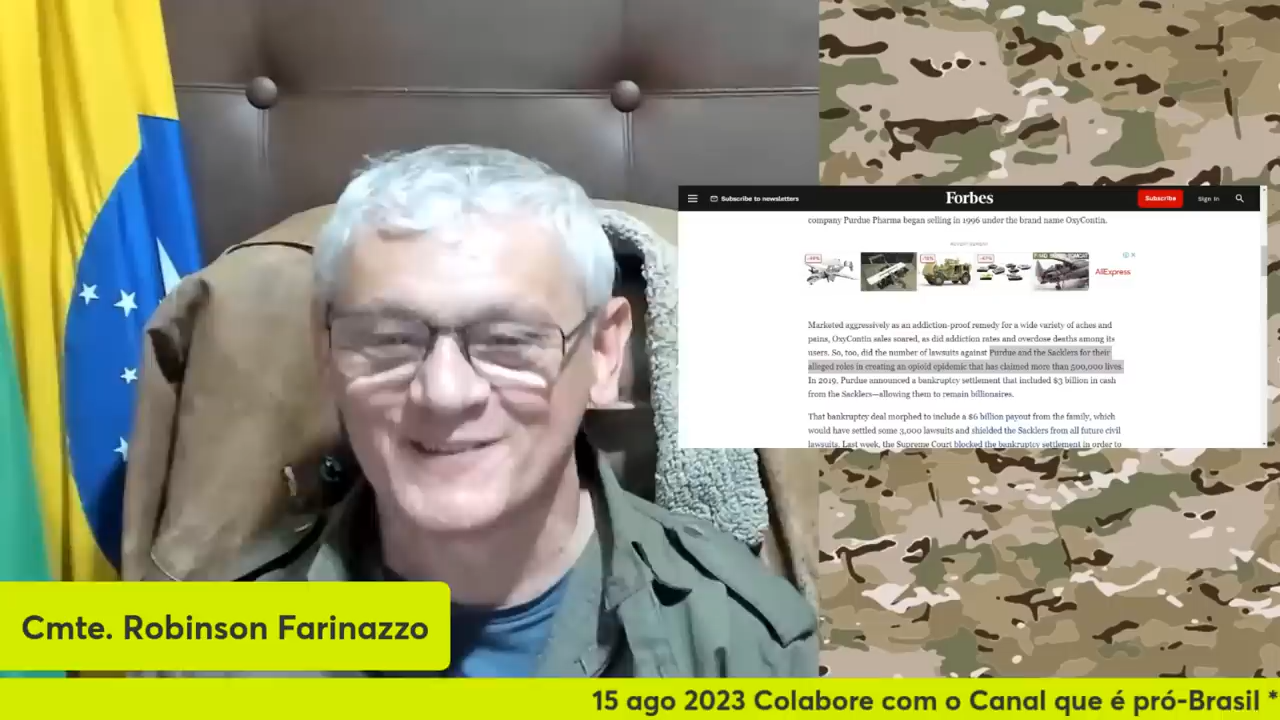 Subscribe to newsletters
Forbes
Subscribe
Sign In
company Purdue Pharma began selling in 1996 under the brand name OxyContin.
ADVERTISEMENT
AliExpress
Marketed aggressively as an addiction-proof remedy for a wide variety of aches and
pains, OxyContin sales soared, as did addiction rates and overdose deaths among its
users. So, too, did the number of lawsuits against Purdue and the Sacklers for their
alleged roles in creating an opioid epidemic that has claimed more than 500,000 lives.
In 2019, Purdue announced a bankruptcy settlement that included $3 billion in cash
from the Sacklers—allowing them to remain billionaires.
That bankruptcy deal morphed to include a $6 billion payout from the family, which
would have settled some 3,000 lawsuits and shielded the Sacklers from all future civil
lawsuits. Last week, the Supreme Court blocked the bankruptcy settlement in order to
Cmte. Robinson Farinazzo
15 ago 2023 Colabore com o Canal que é pró-Brasil *